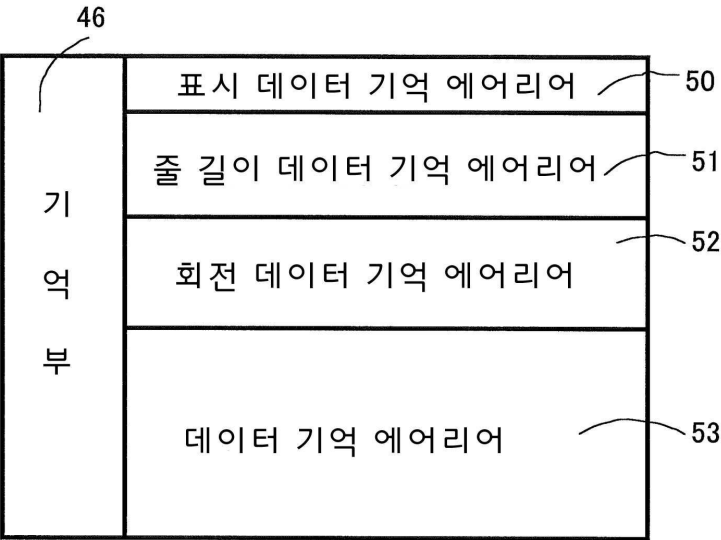 46
기억부
표시 데이터 기억 에어리어
50
줄 길이 데이터 기억 에어리어
51
회전 데이터 기억 에어리어
52
데이터 기억 에어리어
53